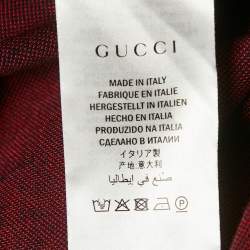 GUCCI
MADE IN ITALY
FABRIQUE EN ITALIE
HERGESTELLT IN ITALIEN
HECHO EN ITALIA
PRODUZIDO NA ITÁLIA
СДЕЛАНО В ИТАЛИИ
イタリア製
产地:意大利
صنع في إيطاليا